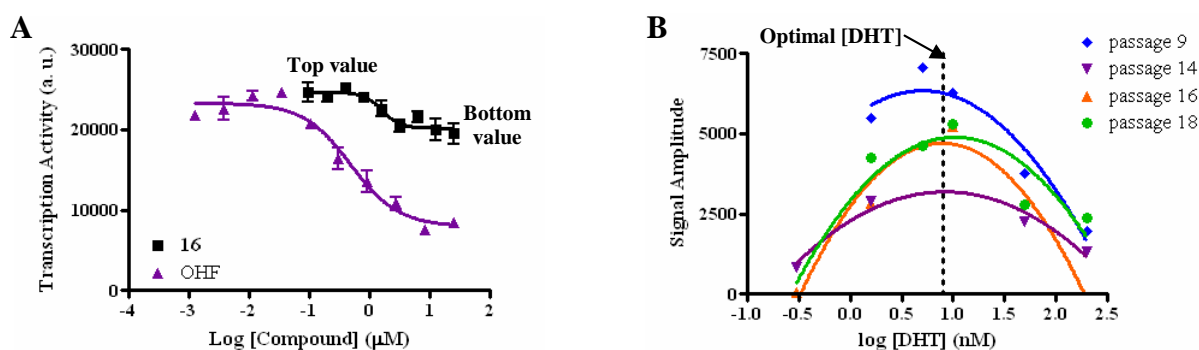 A
Transcription Activity (a. u.)
30000
20000
10000
0
Top value
Bottom
value
16
OHF
-3
-2
-1
0
1
2
Log [Compound] (µM)
B
Optimal [DHT]
Signal Amplitude
7500
5000
2500
0
-1.0
-0.5
0.0
0.5
1.0
1.5
2.0
2.5
log [DHT] (nM)
passage 9
passage 14
passage 16
passage 18